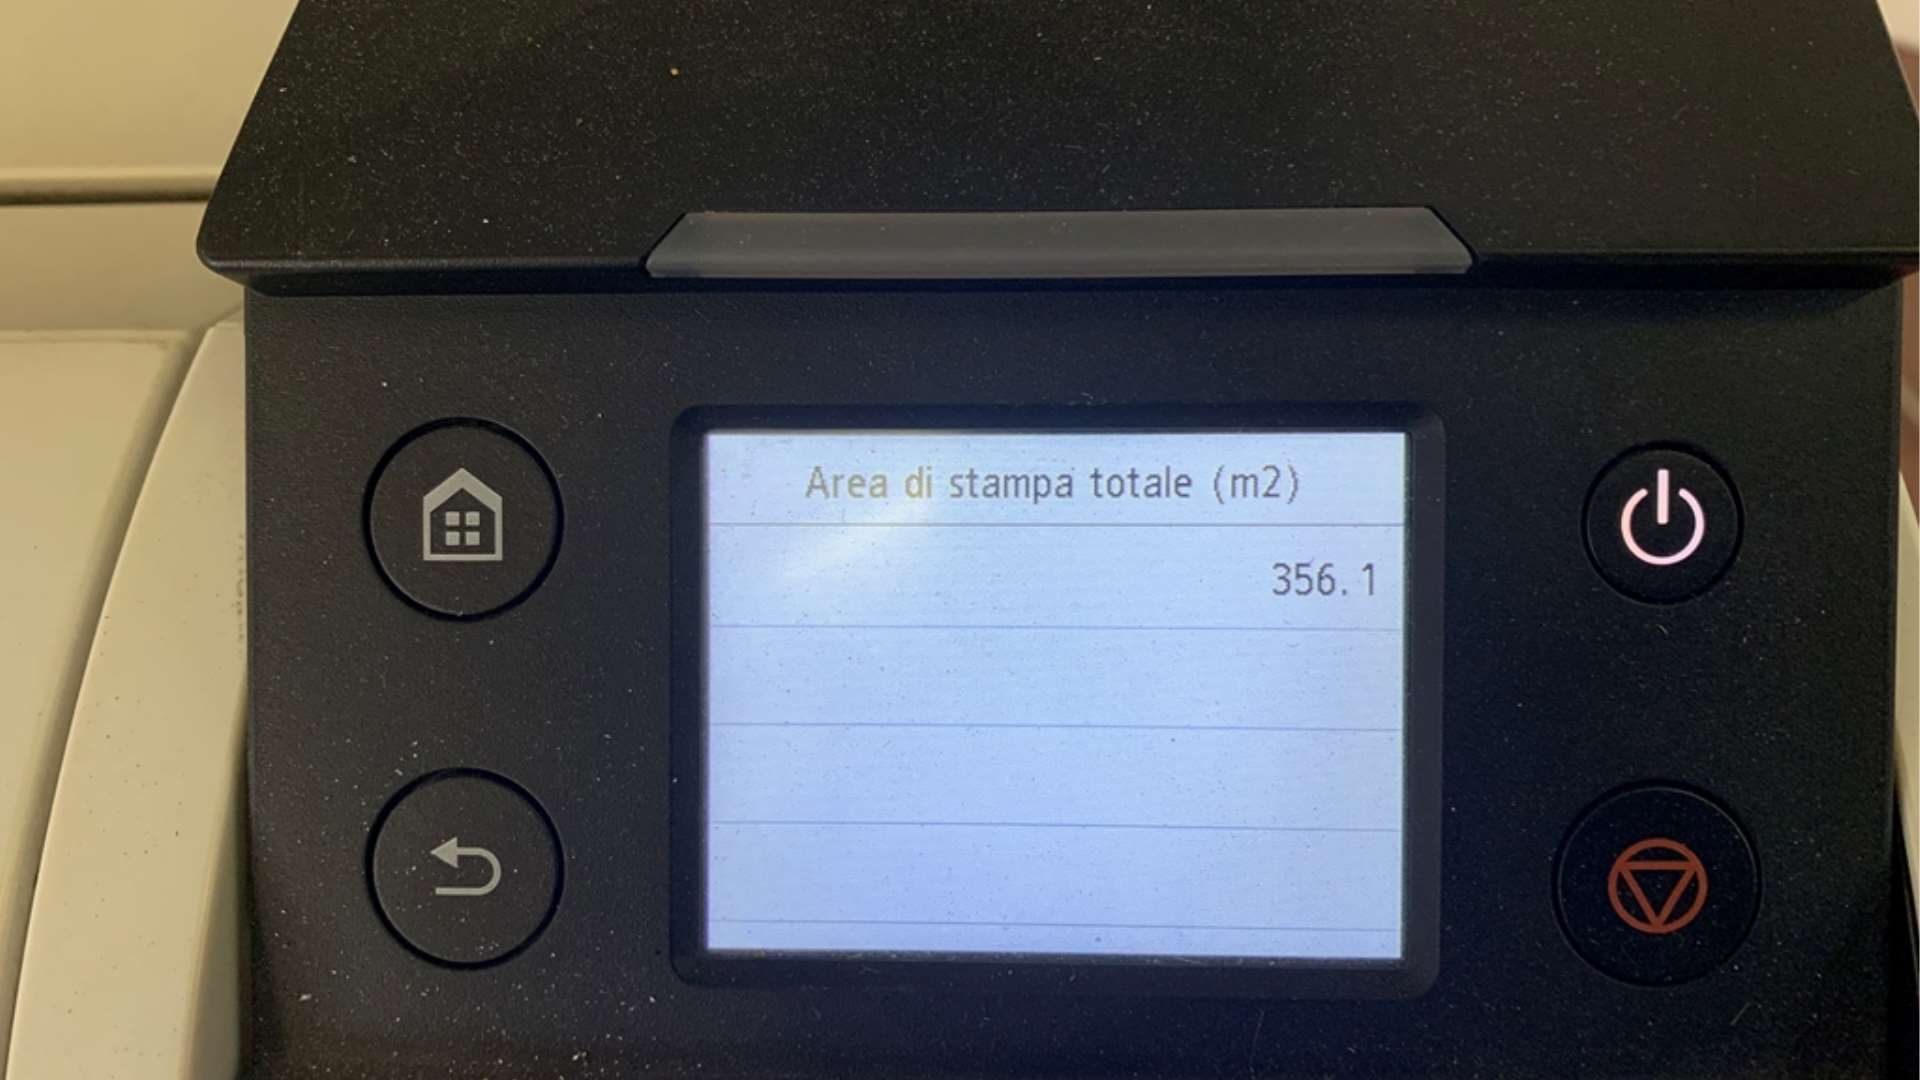 Area di stampa totale (m2)
356.1